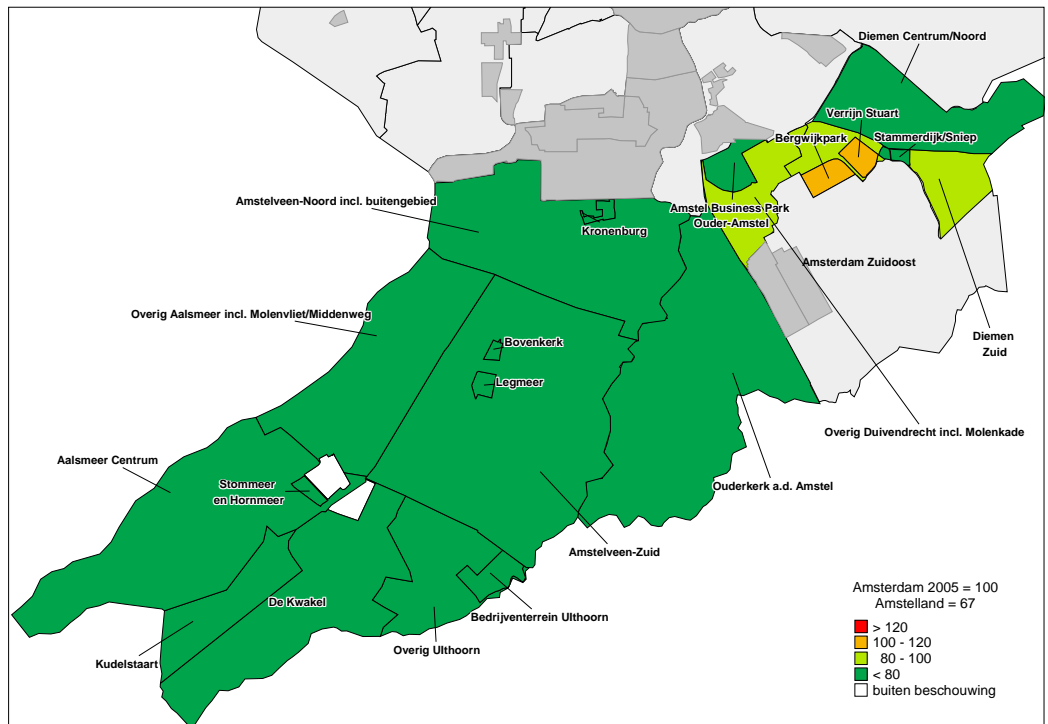 Diemen Centrum/Noord
Verrijn Stuart
Bergwijkpark
Stammerdijk/Sniep
Amstelveen-Noord incl. buitengebied
Kronenburg
Amstel Business Park
Ouder-Amstel
Amsterdam Zuidoost
Overig Aalsmeer incl. Molenvliet/Middenweg
Bovenkerk
Diemen
Zuid
Legmeer
Overig Duivendrecht incl. Molenkade
Aalsmeer Centrum
Stommeer
en Hornmeer
Ouderkerk a.d. Amstel
Amstelveen-Zuid
De Kwakel
Bedrijventerrein UIthoorn
Overig UIthoorn
Kudelstaart
Amsterdam 2005 = 100
Amstelland = 67
> 120
100 - 120
80 - 100
< 80
buiten beschouwing